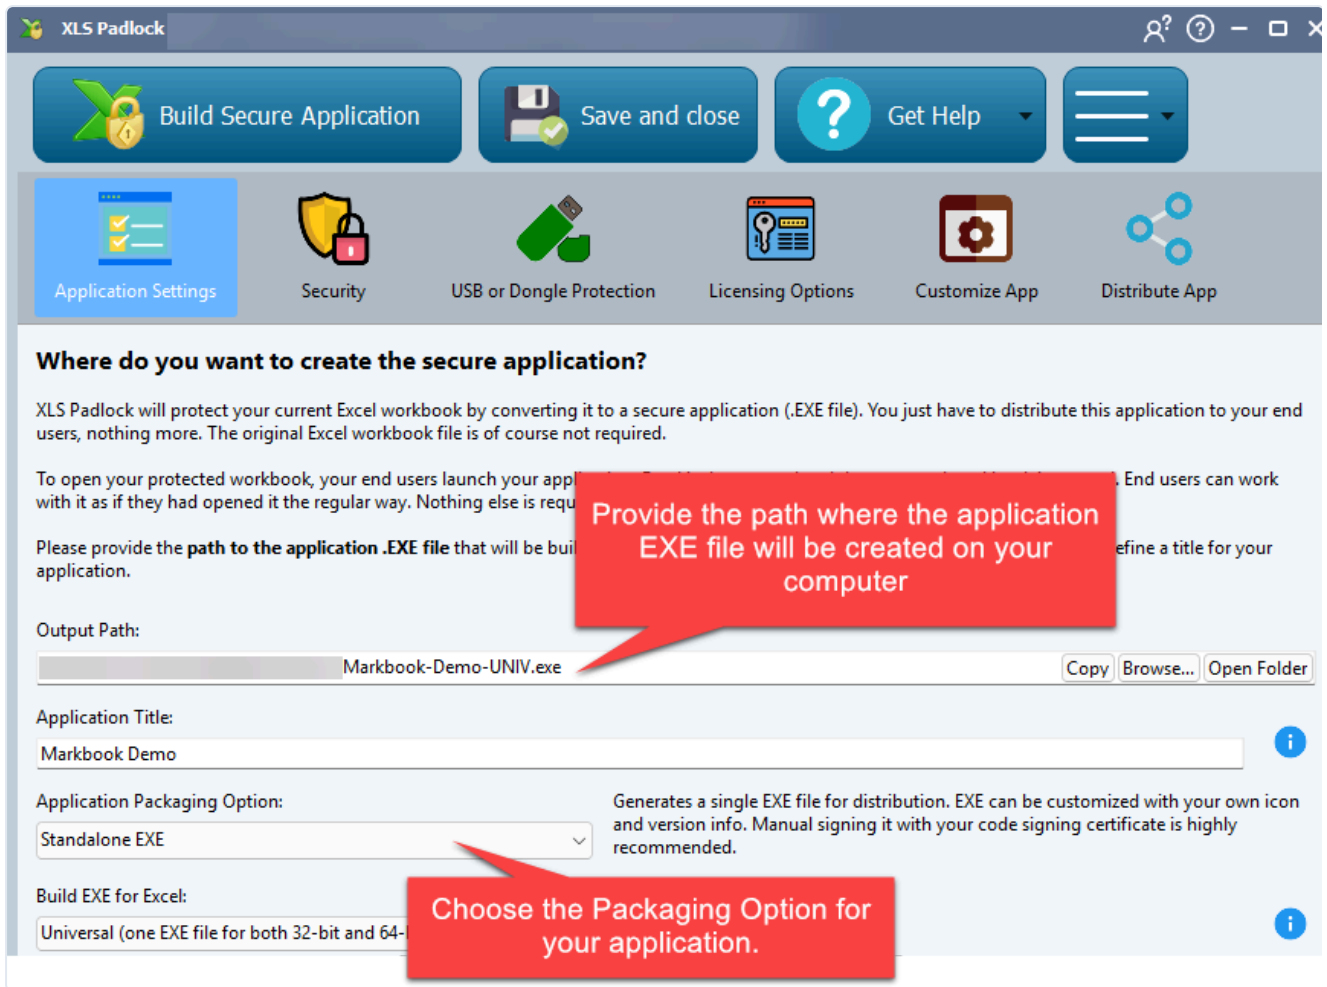 XLS Padlock
Build Secure Application
Save and close
Get Help
Application Settings
Security
USB or Dongle Protection
Licensing Options
Customize App
Distribute App
Where do you want to create the secure application?
XLS Padlock will protect your current Excel workbook by converting it to a secure application (.EXE file). You just have to distribute this application to your end
users, nothing more. The original Excel workbook file is of course not required.
To open your protected workbook, your end users launch your appl
. End users can work
with it as if they had opened it the regular way. Nothing else is requ
Please provide the path to the application .EXE file that will be buil
efine a title for your
application.
Provide the path where the application
EXE file will be created on your
computer
Output Path:
Markbook-Demo-UNIV.exe
Copy
Browse...
Open Folder
Application Title:
Markbook Demo
Application Packaging Option:
Standalone EXE
Generates a single EXE file for distribution. EXE can be customized with your own icon
and version info. Manual signing it with your code signing certificate is highly
recommended.
Build EXE for Excel:
Universal (one EXE file for both 32-bit and 64-
Choose the Packaging Option for
your application.